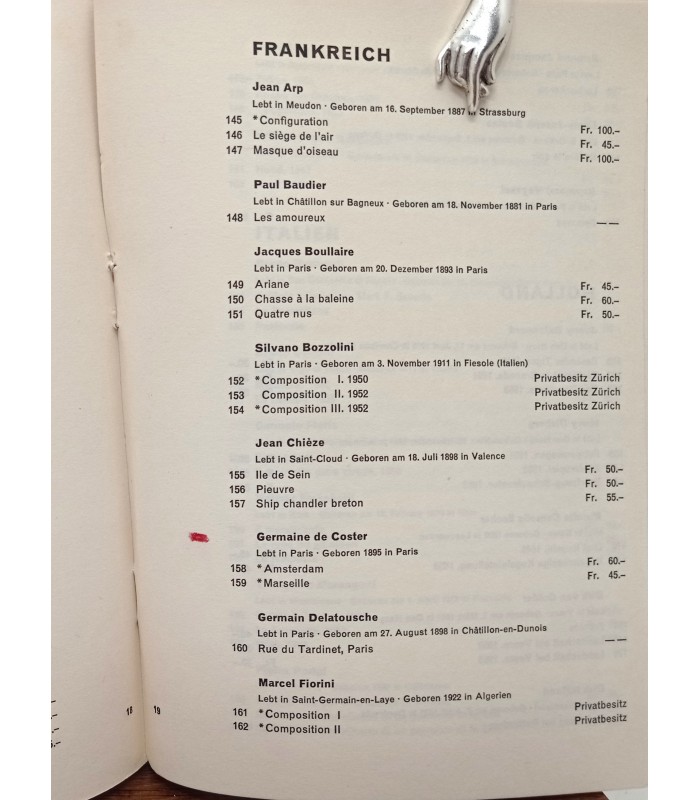 FRANKREICH
Jean Arp
Lebt in Meudon · Geboren am 16. September 1887 in Strassburg
145 *Configuration Fr. 100.–
146 Le siège de l'air Fr. 45.–
147 Masque d'oiseau Fr. 100.–
Paul Baudier
Lebt in Châtillon sur Bagneux · Geboren am 18. November 1881 in Paris
148 Les amoureux — —
Jacques Boullaire
Lebt in Paris · Geboren am 20. Dezember 1893 in Paris
149 Ariane Fr. 45.–
150 Chasse à la baleine Fr. 60.–
151 Quatre nus Fr. 50.–
Silvano Bozzolini
Lebt in Paris · Geboren am 3. November 1911 in Fiesole (Italien)
152 *Composition I. 1950 Privatbesitz Zürich
153 Composition II. 1952 Privatbesitz Zürich
154 *Composition III. 1952 Privatbesitz Zürich
Jean Chièze
Lebt in Saint-Cloud · Geboren am 18. Juli 1898 in Valence
155 Ile de Sein Fr. 50.–
156 Pieuvre Fr. 50.–
157 Ship chandler breton Fr. 55.–
Germaine de Coster
Lebt in Paris · Geboren 1895 in Paris
158 *Amsterdam Fr. 60.–
159 *Marseille Fr. 45.–
Germain Delatousche
Lebt in Paris · Geboren am 27. August 1898 in Châtillon-en-Dunois
160 Rue du Tardinet, Paris — —
Marcel Fiorini
Lebt in Saint-Germain-en-Laye · Geboren 1922 in Algerien
161 *Composition I Privatbesitz
162 *Composition II Privatbesitz
18 19